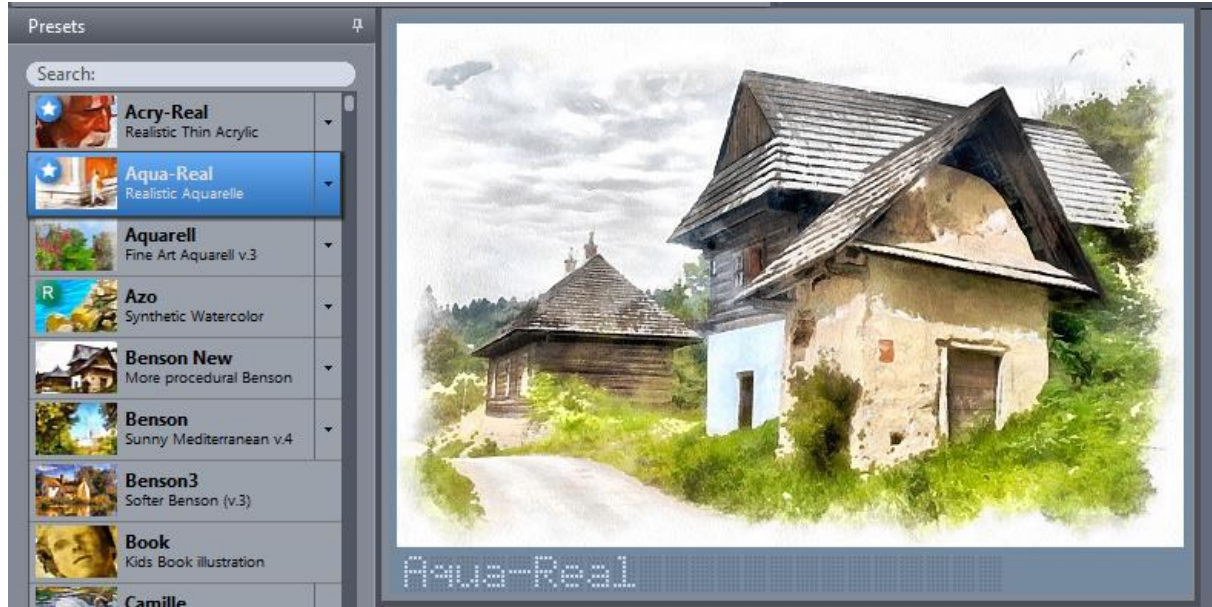 Presets
Search:
Acry-Real
Realistic Thin Acrylic
Aqua-Real
Realistic Aquarelle
Aquarell
Fine Art Aquarell v.3
R
Azo
Synthetic Watercolor
Benson New
More procedural Benson
Benson
Sunny Mediterranean v.4
Benson3
Softer Benson (v.3)
Book
Kids Book illustration
Camille
Aqua-Real